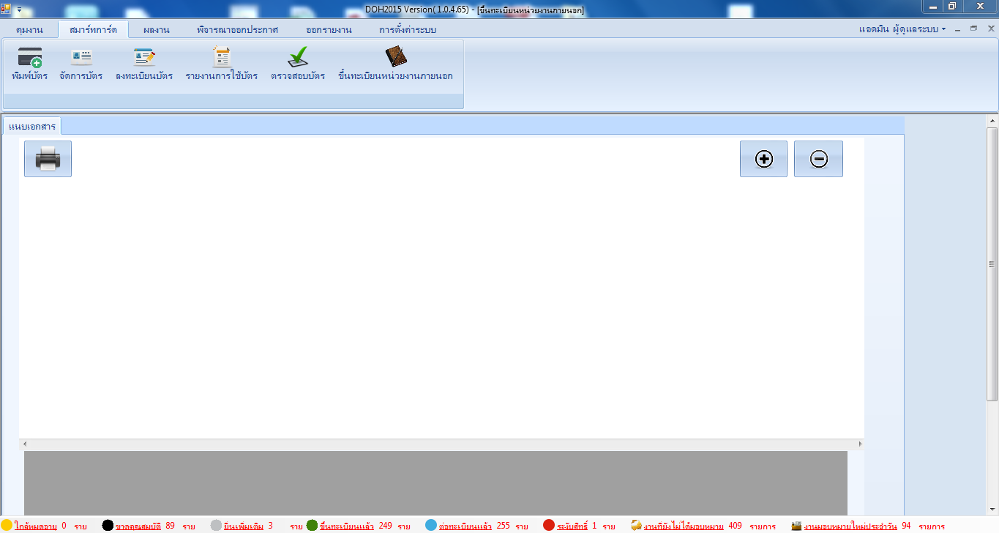 DOH2015 Version( 1.0.4.65) - [ขึ้นทะเบียนหน่วยงานภายนอก]
คุมงาน สมาร์ทการ์ด ผลงาน พิจารณาออกประกาศ ออกรายงาน การตั้งค่าระบบ แอดมิน ผู้ดูแลระบบ
พิมพ์บัตร จัดการบัตร ลงทะเบียนบัตร รายงานการใช้บัตร ตรวจสอบบัตร ขึ้นทะเบียนหน่วยงานภายนอก
แนบเอกสาร
ใกล้หมดอายุ 0 ราย ขาดคุณสมบัติ 89 ราย ยื่นเพิ่มเติม 3 ราย ขึ้นทะเบียนแล้ว 249 ราย ต่อทะเบียนแล้ว 255 ราย ระงับสิทธิ์ 1 ราย งานที่ยังไม่ได้มอบหมาย 409 รายการ งานมอบหมายใหม่ประจำวัน 94 รายการ